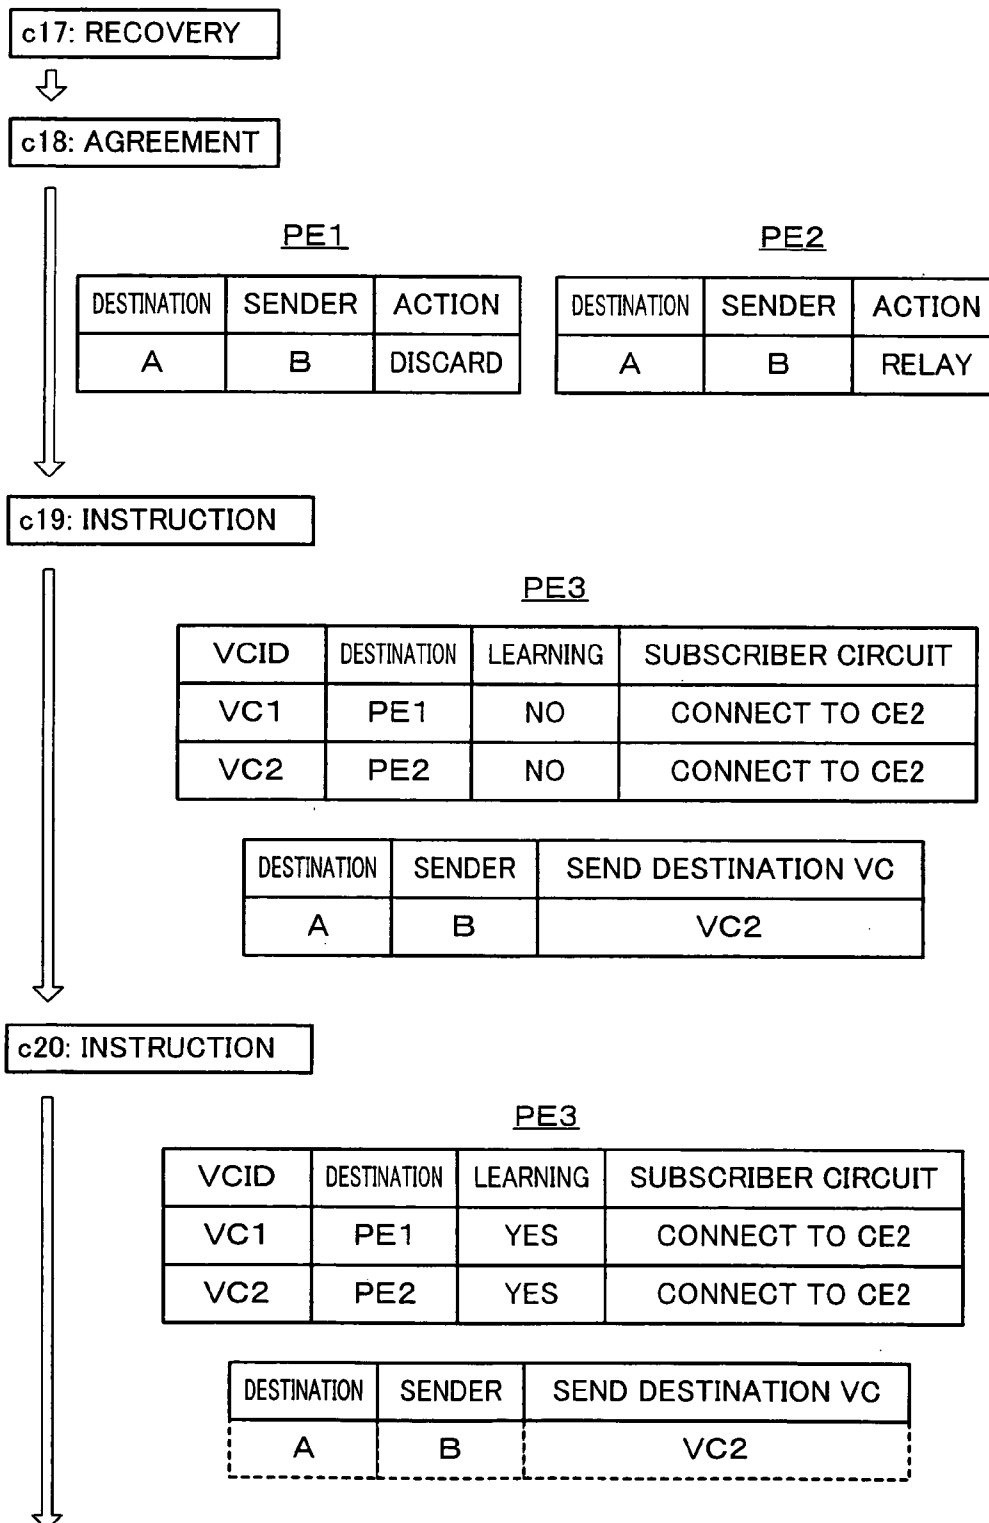 c17: RECOVERY
c18: AGREEMENT
PE1
DESTINATION SENDER ACTION
A B DISCARD
PE2
DESTINATION SENDER ACTION
A B RELAY
c19: INSTRUCTION
PE3
VCID DESTINATION LEARNING SUBSCRIBER CIRCUIT
VC1 PE1 NO CONNECT TO CE2
VC2 PE2 NO CONNECT TO CE2
DESTINATION SENDER SEND DESTINATION VC
A B VC2
c20: INSTRUCTION
PE3
VCID DESTINATION LEARNING SUBSCRIBER CIRCUIT
VC1 PE1 YES CONNECT TO CE2
VC2 PE2 YES CONNECT TO CE2
DESTINATION SENDER SEND DESTINATION VC
A B VC2